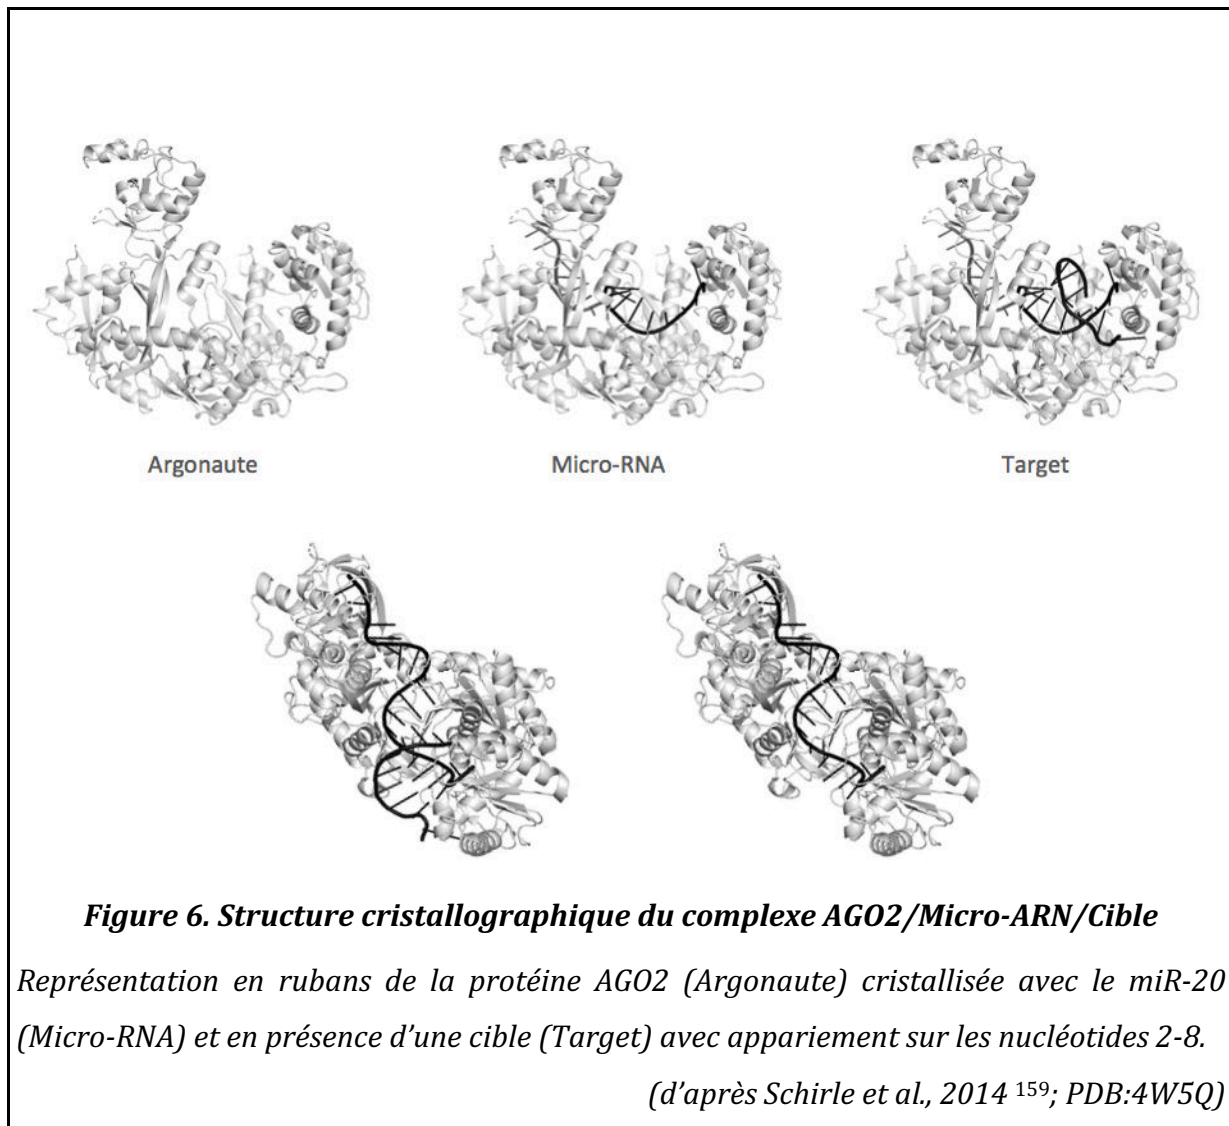 Argonaute
Micro-RNA
Target
Figure 6. Structure cristallographique du complexe AGO2/Micro-ARN/Cible
Représentation en rubans de la protéine AGO2 (Argonaute) cristallisée avec le miR-20
(Micro-RNA) et en présence d’une cible (Target) avec appariement sur les nucléotides 2-8.
(d’après Schirle et al., 2014 159; PDB:4W5Q)